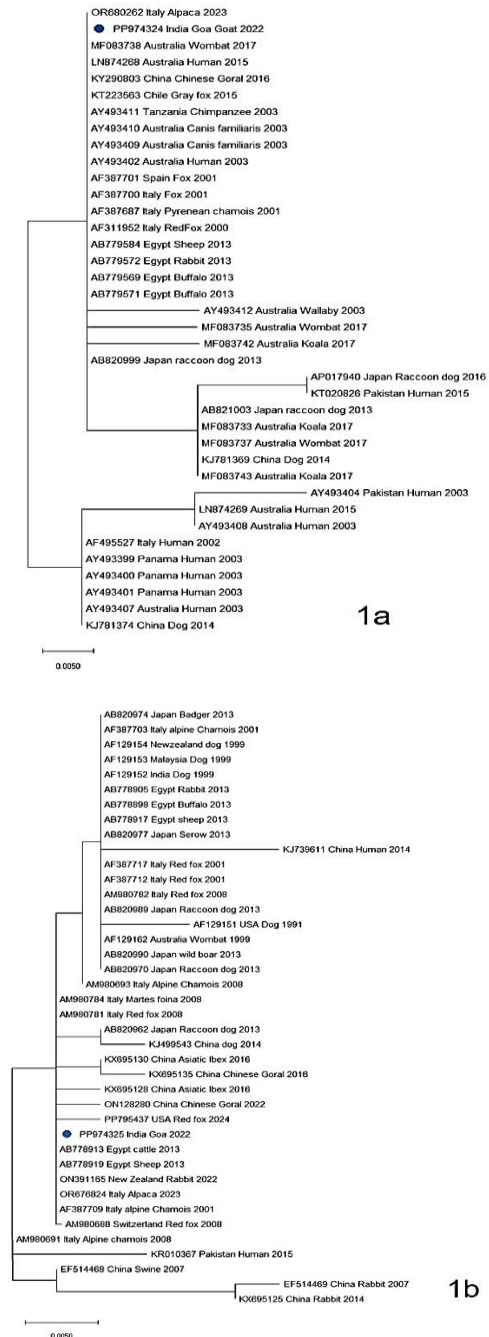 OR680262 Italy Alpaca 2023
PP974324 India Goa Goat 2022
MF083738 Australia Wombat 2017
LN874268 Australia Human 2015
KY290803 China Chinese Goral 2016
KT223563 Chile Gray fox 2015
AY493411 Tanzania Chimpanzee 2003
AY493410 Australia Canis familiaris 2003
AY493409 Australia Canis familiaris 2003
AY493402 Australia Human 2003
AF387701 Spain Fox 2001
AF387700 Italy Fox 2001
AF387687 Italy Pyrenean chamois 2001
AF311952 Italy RedFox 2000
AB779584 Egypt Sheep 2013
AB779572 Egypt Rabbit 2013
AB779569 Egypt Buffalo 2013
AB779571 Egypt Buffalo 2013
AY493412 Australia Wallaby 2003
MF083735 Australia Wombat 2017
MF083742 Australia Koala 2017
AB820999 Japan raccoon dog 2013
AP017940 Japan Raccoon dog 2016
KT020826 Pakistan Human 2015
AB821003 Japan raccoon dog 2013
MF083733 Australia Koala 2017
MF083737 Australia Wombat 2017
KJ781369 China Dog 2014
MF083743 Australia Koala 2017
AY493404 Pakistan Human 2003
LN874269 Australia Human 2015
AY493408 Australia Human 2003
AF495527 Italy Human 2002
AY493399 Panama Human 2003
AY493400 Panama Human 2003
AY493401 Panama Human 2003
AY493407 Australia Human 2003
KJ781374 China Dog 2014
1a
0.0050
AB820974 Japan Badger 2013
AF387703 Italy alpine Chamois 2001
AF129154 Newzealand dog 1999
AF129153 Malaysia Dog 1999
AF129152 India Dog 1999
AB778905 Egypt Rabbit 2013
AB778898 Egypt Buffalo 2013
AB778917 Egypt sheep 2013
AB820977 Japan Serow 2013
KJ739611 China Human 2014
AF387717 Italy Red fox 2001
AF387712 Italy Red fox 2001
AM980782 Italy Red fox 2008
AB820989 Japan Raccoon dog 2013
AF129151 USA Dog 1991
AF129162 Australia Wombat 1999
AB820990 Japan wild boar 2013
AB820970 Japan Raccoon dog 2013
AM980693 Italy Alpine Chamois 2008
AM980784 Italy Martes foina 2008
AM980781 Italy Red fox 2008
AB820962 Japan Raccoon dog 2013
KJ499543 China dog 2014
KX695130 China Asiatic Ibex 2016
KX695135 China Chinese Goral 2016
KX695128 China Asiatic Ibex 2016
ON128280 China Chinese Goral 2022
PP795437 USA Red fox 2024
PP974325 India Goa 2022
AB778913 Egypt cattle 2013
AB778919 Egypt Sheep 2013
ON391165 New Zealand Rabbit 2022
OR676824 Italy Alpaca 2023
AF387709 Italy alpine Chamois 2001
AM980688 Switzerland Red fox 2008
AM980691 Italy Alpine chamois 2008
KR010367 Pakistan Human 2015
EF514468 China Swine 2007
EF514469 China Rabbit 2007
KX695125 China Rabbit 2014
1b
0.0050